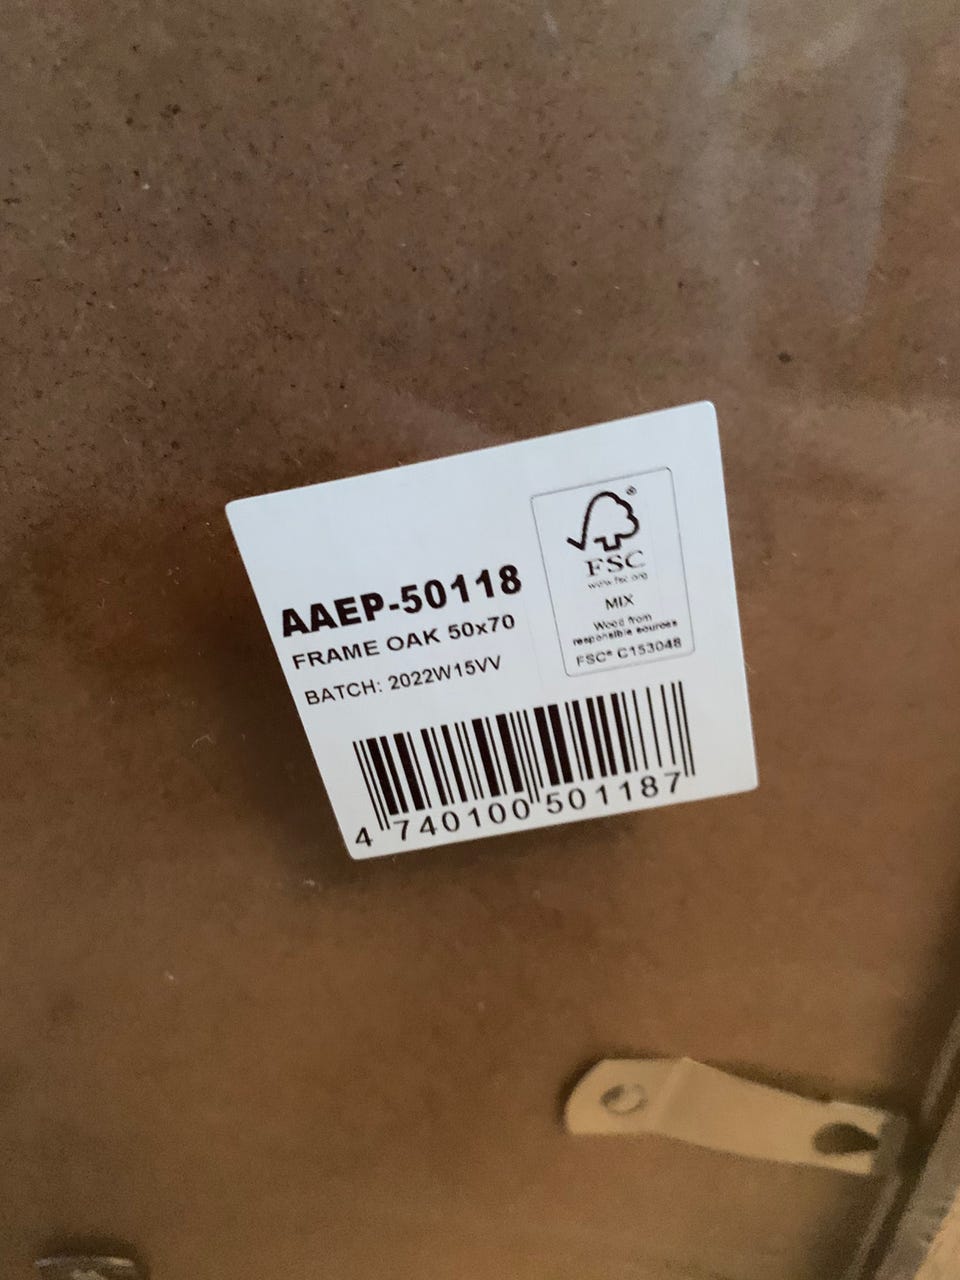 AAEP-50118
FRAME OAK 50x70
BATCH: 2022W15VV
®
FSC
www.fsc.org
MIX
Wood from
responsible sources
FSC® C153048
4 740100 501187